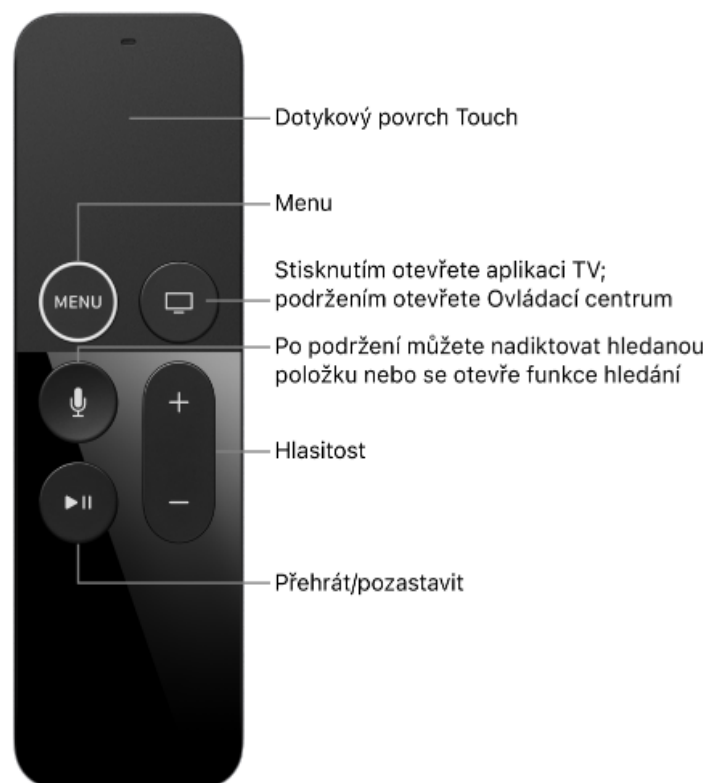 Dotykový povrch Touch
Menu
MENU
Stisknutím otevřete aplikaci TV;
podržením otevřete Ovládací centrum
Po podržení můžete nadiktovat hledanou
položku nebo se otevře funkce hledání
Hlasitost
Přehrát/pozastavit